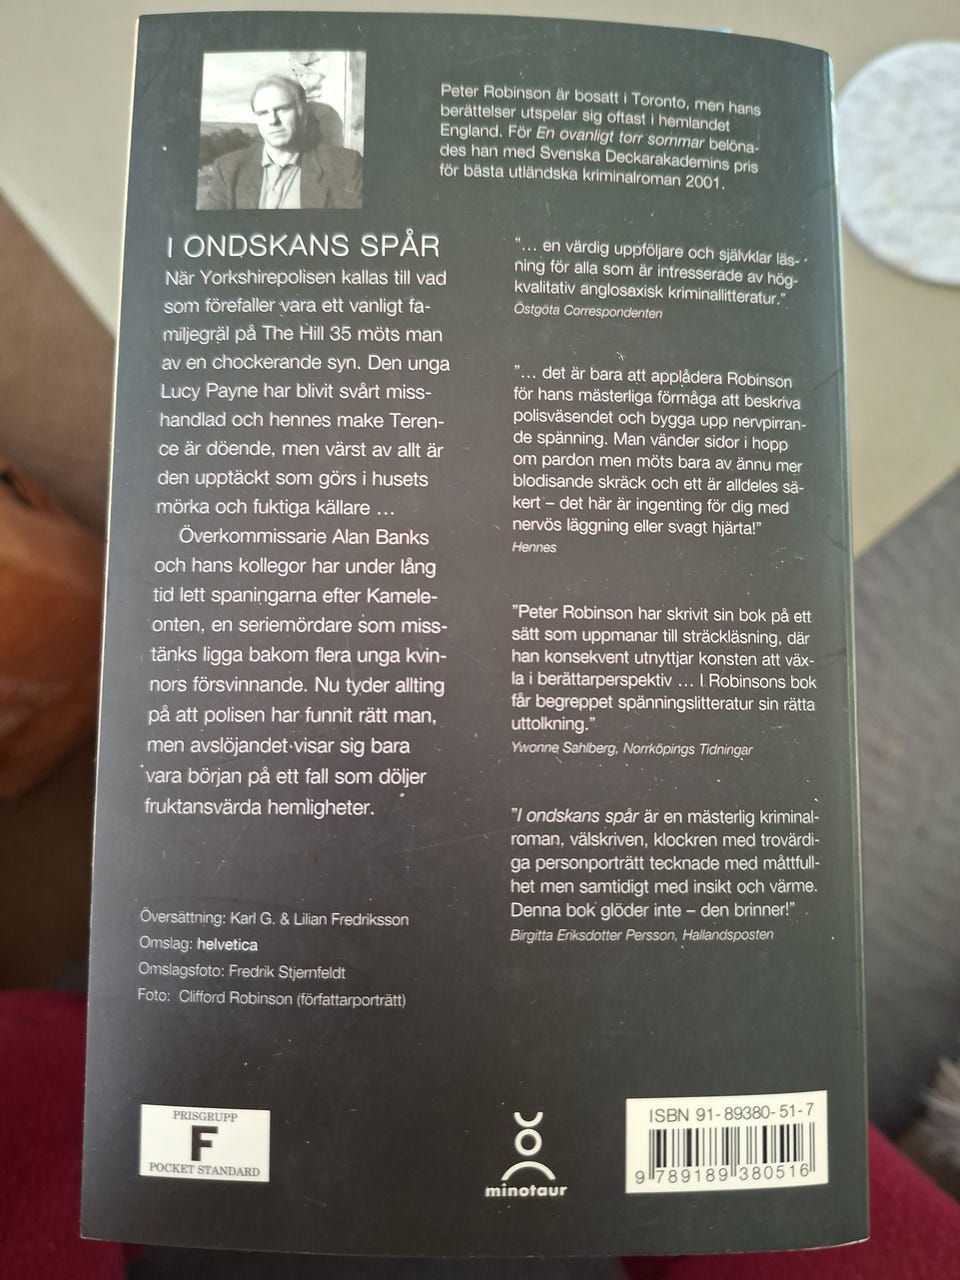 Peter Robinson är bosatt i Toronto, men hans
berättelser utspelar sig oftast i hemlandet
England. För En ovanligt torr sommar belöna-
des han med Svenska Deckarakademins pris
för bästa utländska kriminalroman 2001.
I ONDSKANS SPÅR
När Yorkshirepolisen kallas till vad
som förefaller vara ett vanligt fa-
miljegräl på The Hill 35 möts man
av en chockerande syn. Den unga
Lucy Payne har blivit svårt miss-
handlad och hennes make Teren-
ce är döende, men värst av allt är
den upptäckt som görs i husets
mörka och fuktiga källare ...
Överkommissarie Alan Banks
och hans kollegor har under lång
tid lett spaningarna efter Kamele-
onten, en seriemördare som miss-
tänks ligga bakom flera unga kvin-
nors försvinnande. Nu tyder allting
på att polisen har funnit rätt man,
men avslöjandet visar sig bara
vara början på ett fall som döljer
fruktansvärda hemligheter.
"... en värdig uppföljare och självklar läs-
ning för alla som är intresserade av hög-
kvalitativ anglosaxisk kriminallitteratur."
Östgöta Correspondenten
"... det är bara att applådera Robinson
för hans mästerliga förmåga att beskriva
polisväsendet och bygga upp nervpirran-
de spänning. Man vänder sidor i hopp
om pardon men möts bara av ännu mer
blodisande skräck och ett är alldeles sä-
kert – det här är ingenting för dig med
nervös läggning eller svagt hjärta!"
Hennes
"Peter Robinson har skrivit sin bok på ett
sätt som uppmanar till sträckläsning, där
han konsekvent utnyttjar konsten att väx-
la i berättarperspektiv ... I Robinsons bok
får begreppet spänningslitteratur sin rätta
uttolkning."
Ywonne Sahlberg, Norrköpings Tidningar
"I ondskans spår är en mästerlig kriminal-
roman, välskriven, klockren med trovärdi-
ga personporträtt tecknade med måttfull-
het men samtidigt med insikt och värme.
Denna bok glöder inte – den brinner!"
Birgitta Eriksdotter Persson, Hallandsposten
Översättning: Karl G. & Lilian Fredriksson
Omslag: helvetica
Omslagsfoto: Fredrik Stjernfeldt
Foto: Clifford Robinson (författarporträtt)
PRISGRUPP
F
POCKET STANDARD
minotaur
ISBN 91-89380-51-7
9 789189 380516